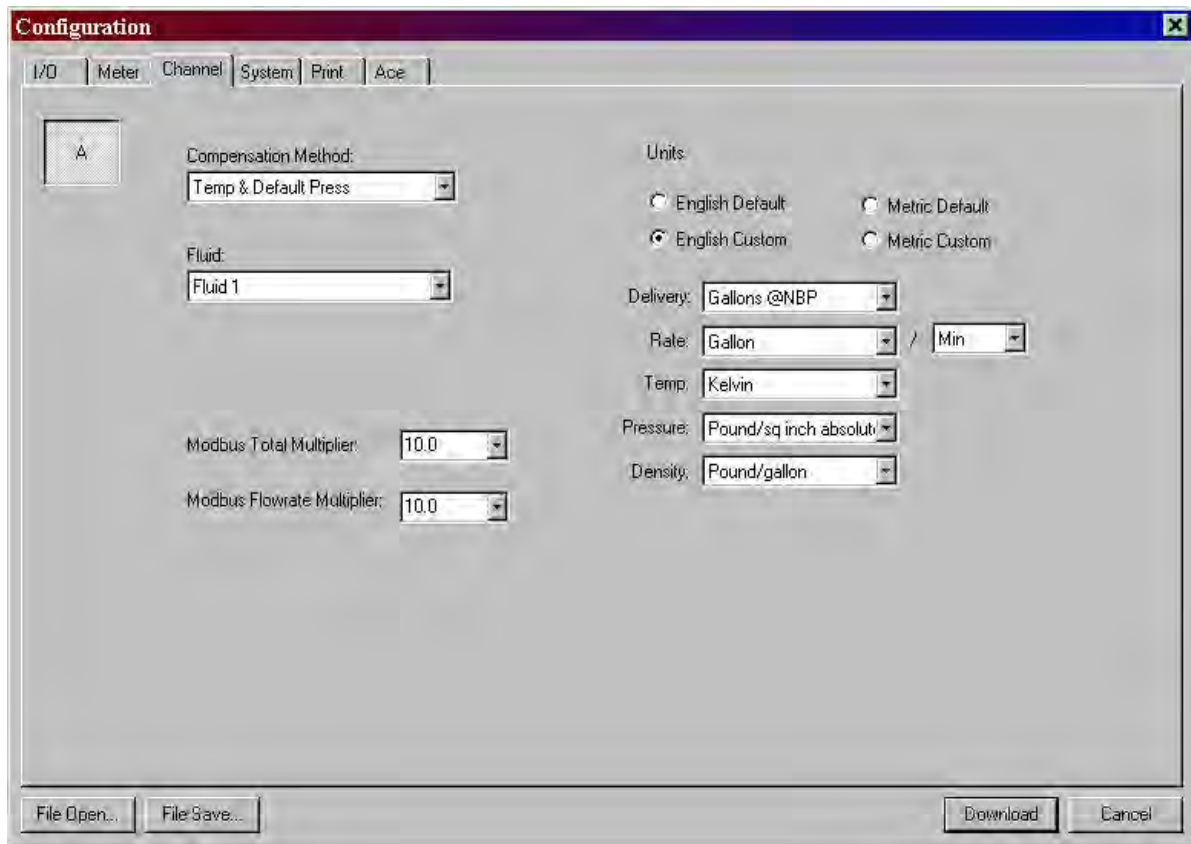 Configuration
I/O Meter Channel System Print Ace
A
Compensation Method:
Temp & Default Press
Fluid:
Fluid 1
Modbus Total Multiplier:
10.0
Modbus Flowrate Multiplier:
10.0
Units
English Default
Metric Default
English Custom
Metric Custom
Delivery: Gallons @NBP
Rate: Gallon / Min
Temp: Kelvin
Pressure: Pound/sq inch absolut
Density: Pound/gallon
File Open... File Save... Download Cancel